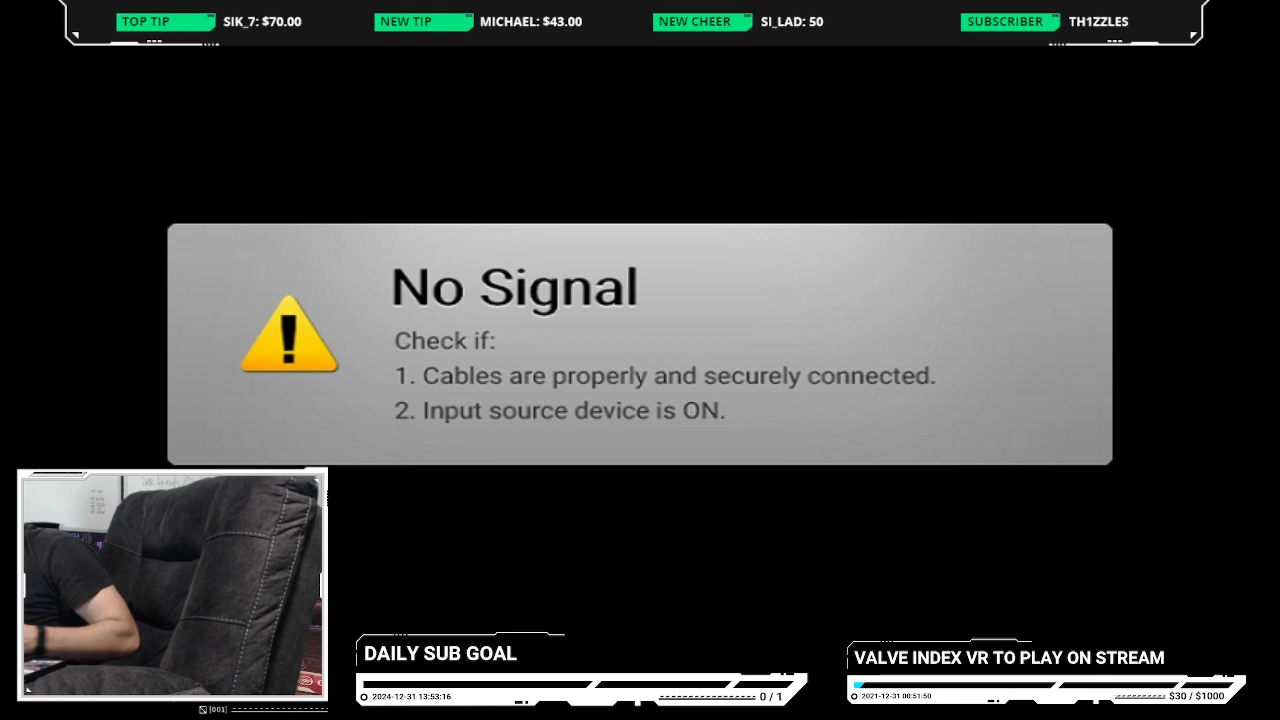 TOP TIP SIK_7: $70.00 NEW TIP MICHAEL: $43.00 NEW CHEER SI_LAD: 50 SUBSCRIBER TH1ZZLES
No Signal
Check if:
1. Cables are properly and securely connected.
2. Input source device is ON.
DAILY SUB GOAL
2024-12-31 13:53:16 0 / 1
VALVE INDEX VR TO PLAY ON STREAM
2021-12-31 00:51:50 $30 / $1000
[001]